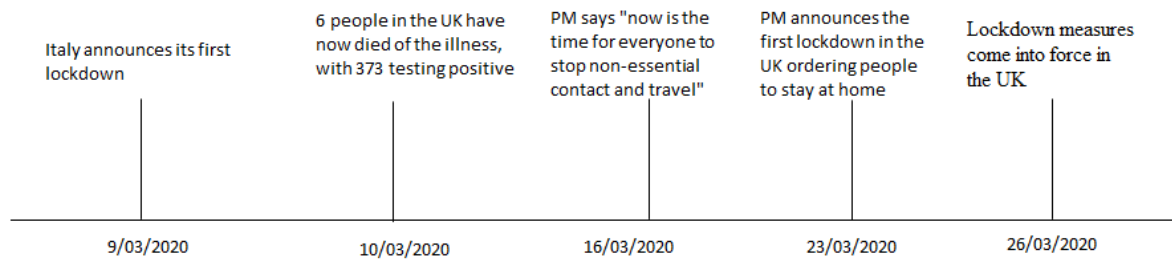 Italy announces its first
lockdown
6 people in the UK have
now died of the illness,
with 373 testing positive
PM says "now is the
time for everyone to
stop non-essential
contact and travel"
PM announces the
first lockdown in the
UK ordering people
to stay at home
Lockdown measures
come into force in
the UK
9/03/2020
10/03/2020
16/03/2020
23/03/2020
26/03/2020